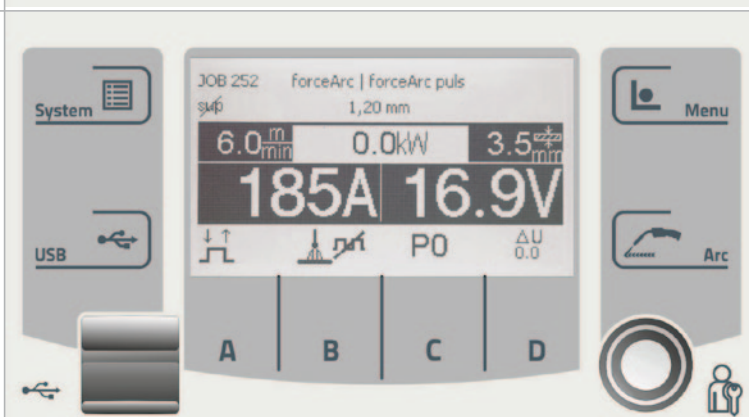 System
USB
JOB 252 forceArc | forceArc puls
1,20 mm
6.0 m/min 0.0kW 3.5 mm
185A 16.9V
P0 ΔU
0.0
A B C D
Menu
Arc